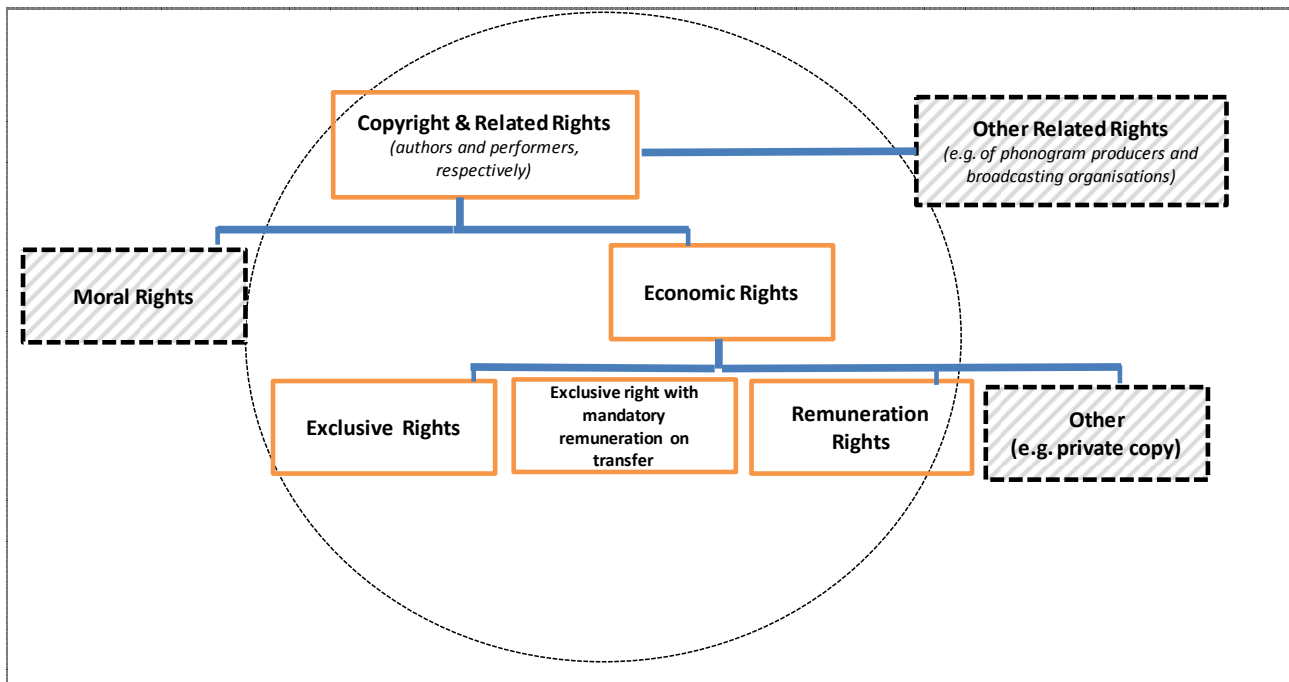 Copyright & Related Rights
(authors and performers,
respectively)
Other Related Rights
(e.g. of phonogram producers and
broadcasting organisations)
Moral Rights
Economic Rights
Exclusive Rights
Exclusive right with
mandatory
remuneration on
transfer
Remuneration
Rights
Other
(e.g. private copy)